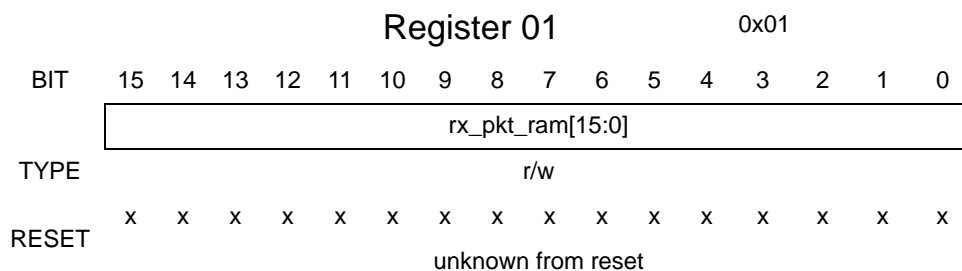 Register 01 0x01
BIT 15 14 13 12 11 10 9 8 7 6 5 4 3 2 1 0
rx_pkt_ram[15:0]
TYPE r/w
x x x x x x x x x x x x x x x x
RESET
unknown from reset